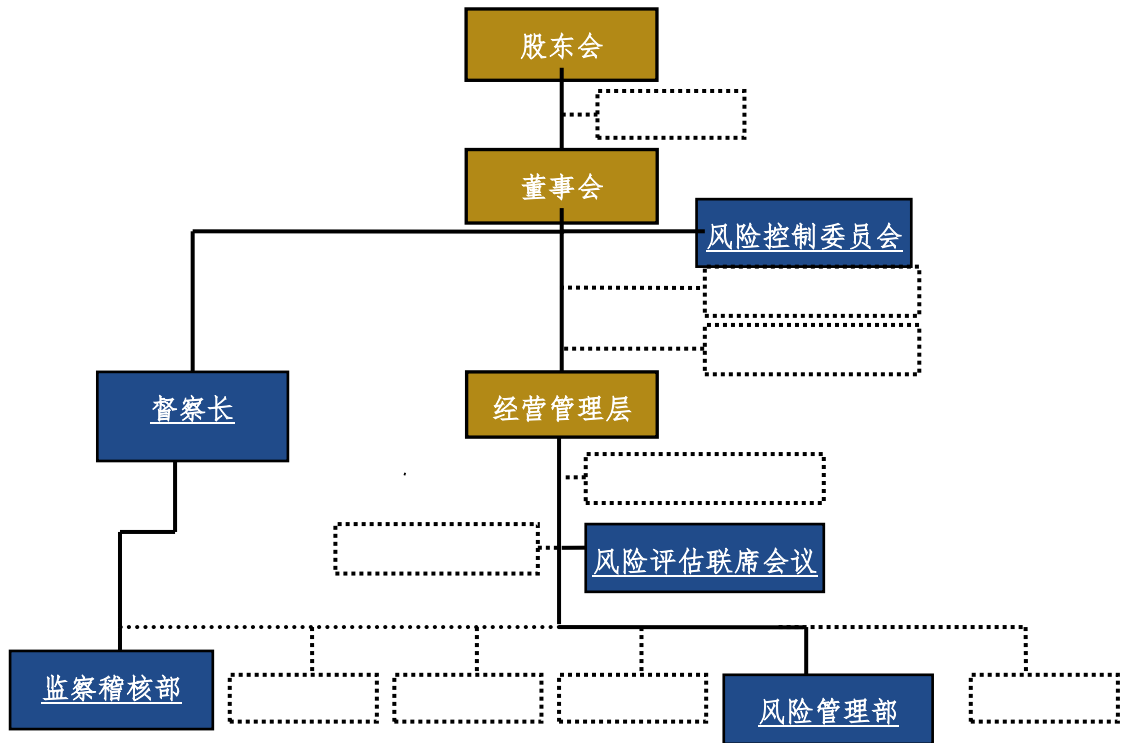 股东会
董事会
风险控制委员会
督察长
经营管理层
风险评估联席会议
监察稽核部
风险管理部